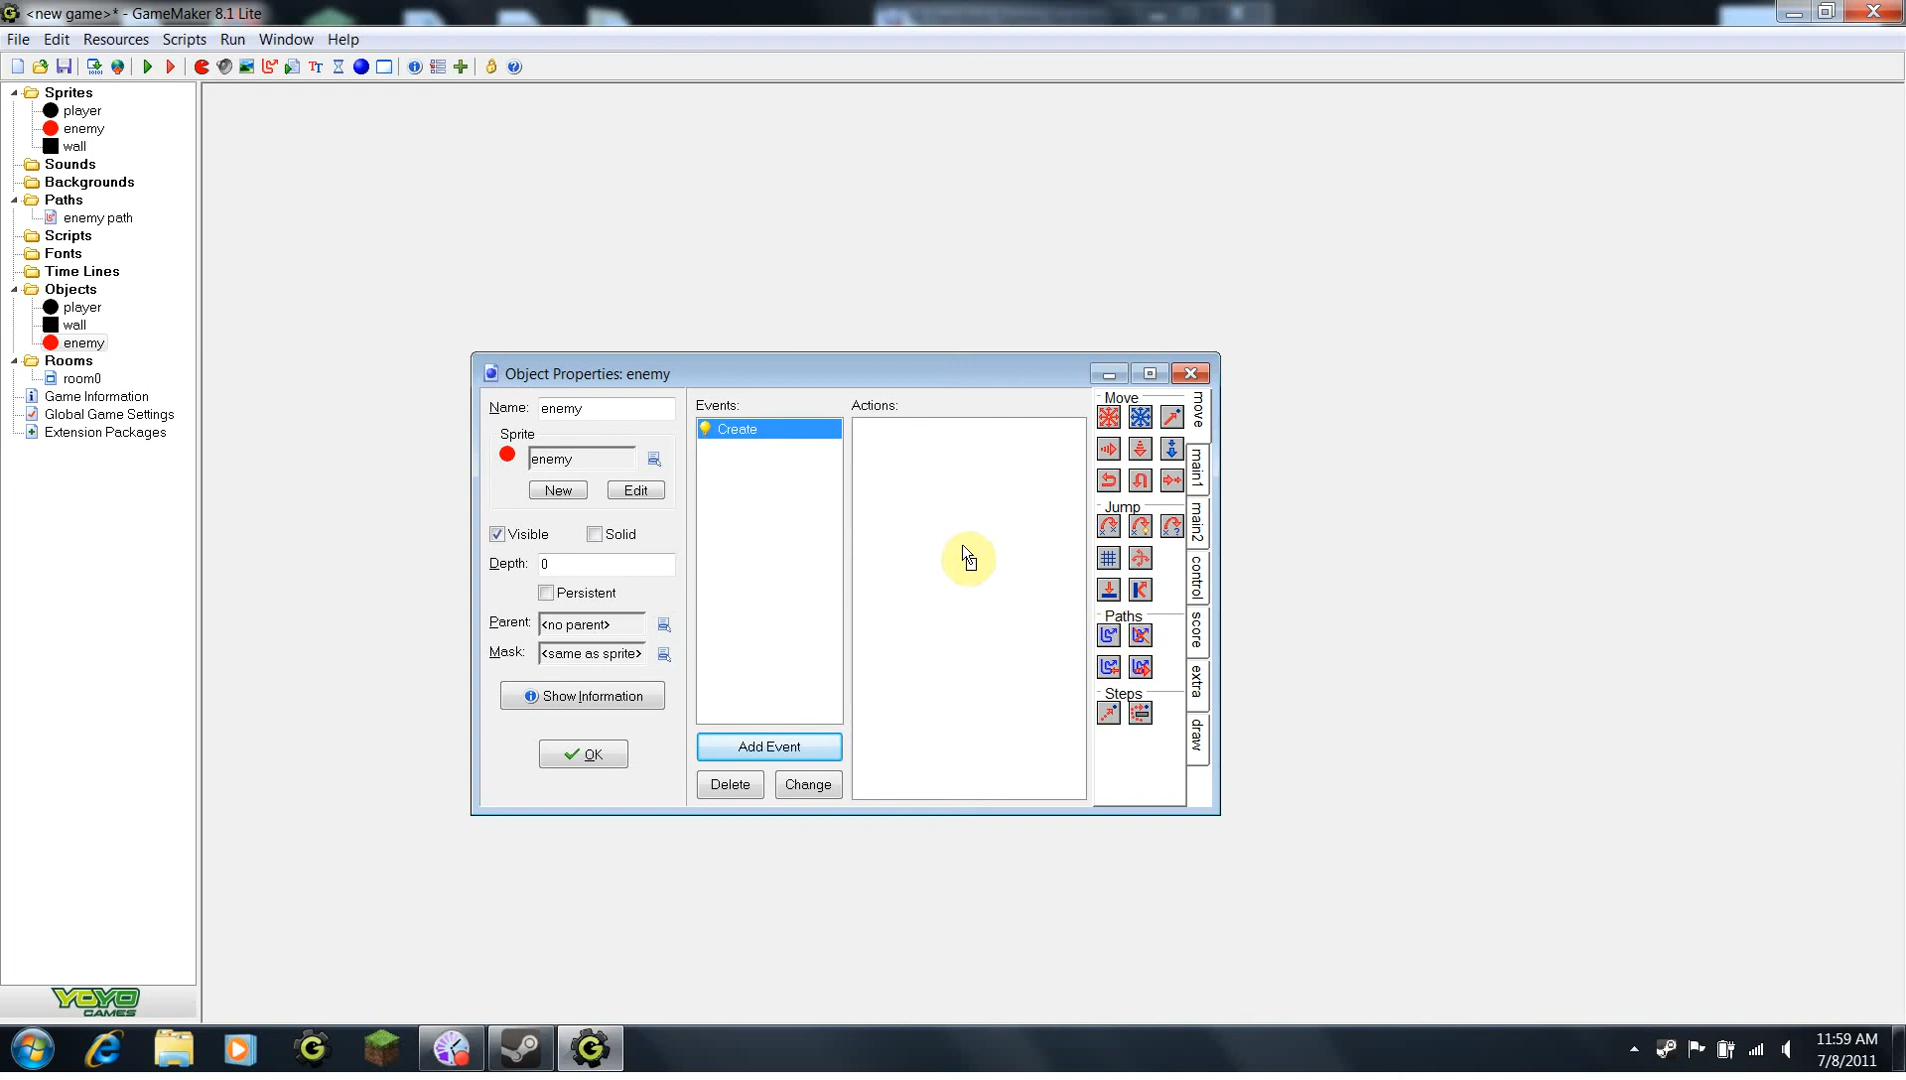 <new game>* - GameMaker 8.1 Lite
File Edit Resources Scripts Run Window Help
Sprites
player
enemy
wall
Sounds
Backgrounds
Paths
enemy path
Scripts
Fonts
Time Lines
Objects
player
wall
enemy
Rooms
room0
Game Information
Global Game Settings
Extension Packages
YOYO
GAMES
Object Properties: enemy
Name: enemy
Sprite
enemy
New Edit
Visible Solid
Depth: 0
Persistent
Parent: <no parent>
Mask: <same as sprite>
Show Information
OK
Events:
Create
Add Event
Delete Change
Actions:
Move
Jump
Paths
Steps
move
main1
main2
control
score
extra
draw
11:59 AM
7/8/2011